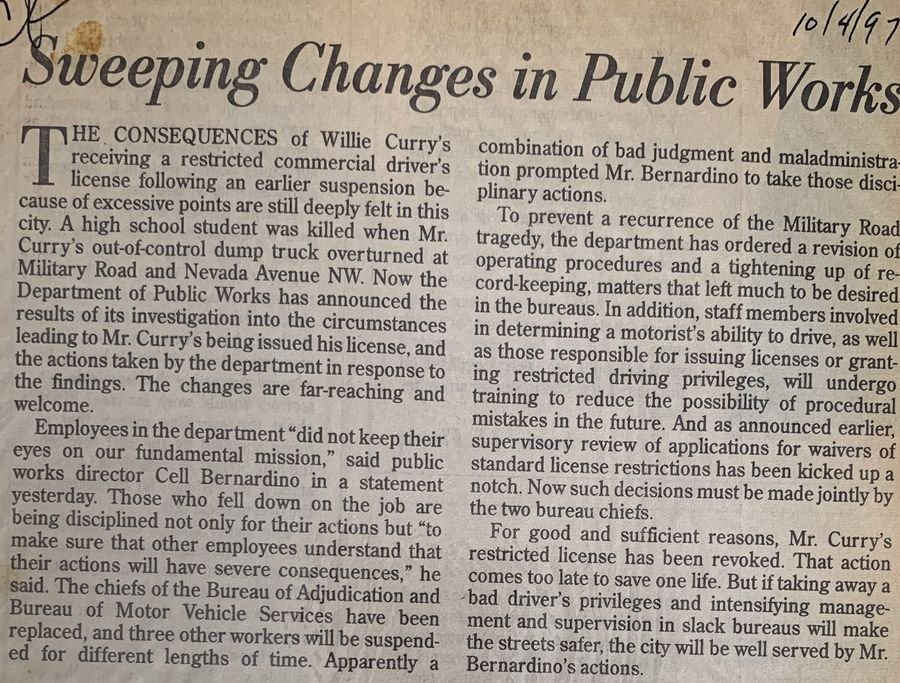 10/4/97
Sweeping Changes in Public Works
THE CONSEQUENCES of Willie Curry's
receiving a restricted commercial driver's
license following an earlier suspension be-
cause of excessive points are still deeply felt in this
city. A high school student was killed when Mr.
Curry's out-of-control dump truck overturned at
Military Road and Nevada Avenue NW. Now the
Department of Public Works has announced the
results of its investigation into the circumstances
leading to Mr. Curry's being issued his license, and
the actions taken by the department in response to
the findings. The changes are far-reaching and
welcome.
Employees in the department "did not keep their
eyes on our fundamental mission," said public
works director Cell Bernardino in a statement
yesterday. Those who fell down on the job are
being disciplined not only for their actions but "to
make sure that other employees understand that
their actions will have severe consequences," he
said. The chiefs of the Bureau of Adjudication and
Bureau of Motor Vehicle Services have been
replaced, and three other workers will be suspend-
ed for different lengths of time. Apparently a
combination of bad judgment and maladministra-
tion prompted Mr. Bernardino to take those disci-
plinary actions.
To prevent a recurrence of the Military Road
tragedy, the department has ordered a revision of
operating procedures and a tightening up of re-
cord-keeping, matters that left much to be desired
in the bureaus. In addition, staff members involved
in determining a motorist's ability to drive, as well
as those responsible for issuing licenses or grant-
ing restricted driving privileges, will undergo
training to reduce the possibility of procedural
mistakes in the future. And as announced earlier,
supervisory review of applications for waivers of
standard license restrictions has been kicked up a
notch. Now such decisions must be made jointly by
the two bureau chiefs.
For good and sufficient reasons, Mr. Curry's
restricted license has been revoked. That action
comes too late to save one life. But if taking away a
bad driver's privileges and intensifying manage-
ment and supervision in slack bureaus will make
the streets safer, the city will be well served by Mr.
Bernardino's actions.